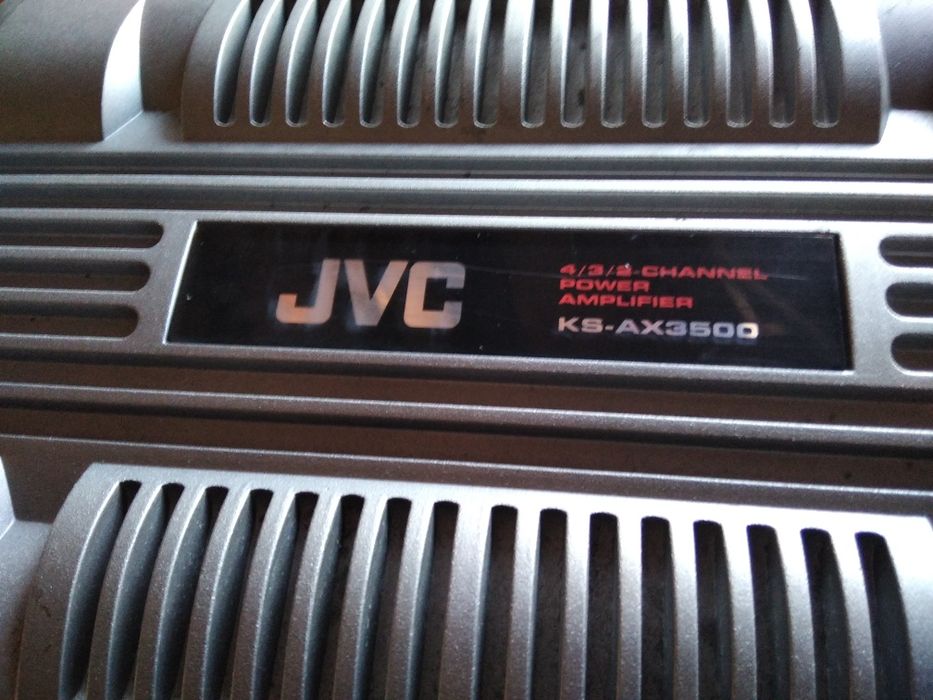 JVC
4/3/2-CHANNEL
POWER
AMPLIFIER
KS-AX3500